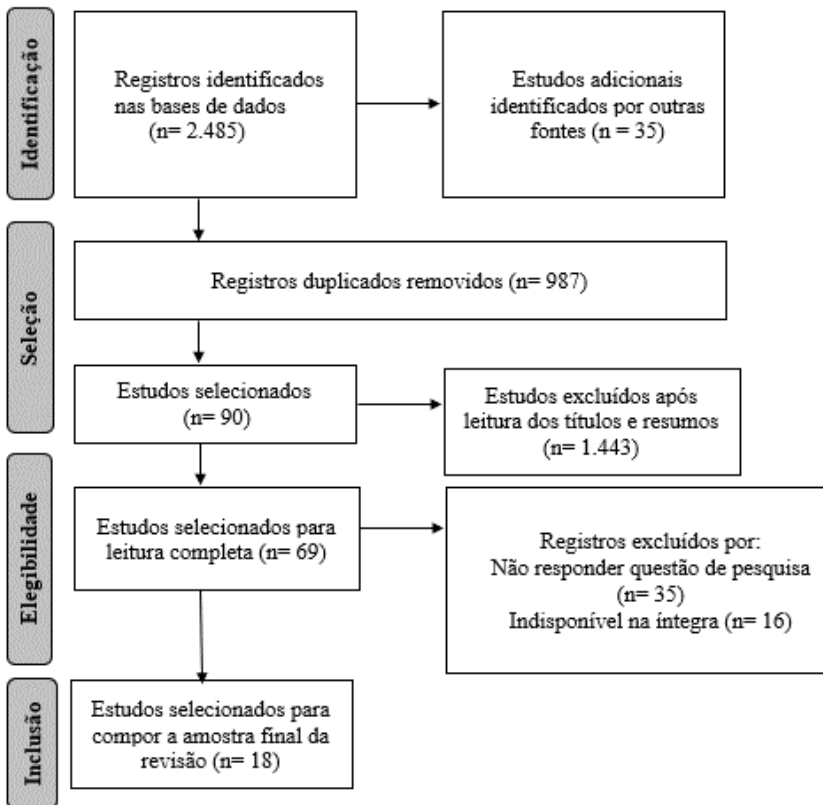 Identificação
Registros identificados
nas bases de dados
(n= 2.485)
Estudos adicionais
identificados por outras
fontes (n = 35)
Seleção
Registros duplicados removidos (n= 987)
Estudos selecionados
(n= 90)
Estudos excluídos após
leitura dos títulos e resumos
(n= 1.443)
Elegibilidade
Estudos selecionados para
leitura completa (n= 69)
Registros excluídos por:
Não responder questão de pesquisa
(n= 35)
Indisponível na íntegra (n= 16)
Inclusão
Estudos selecionados para
compor a amostra final da
revisão (n= 18)